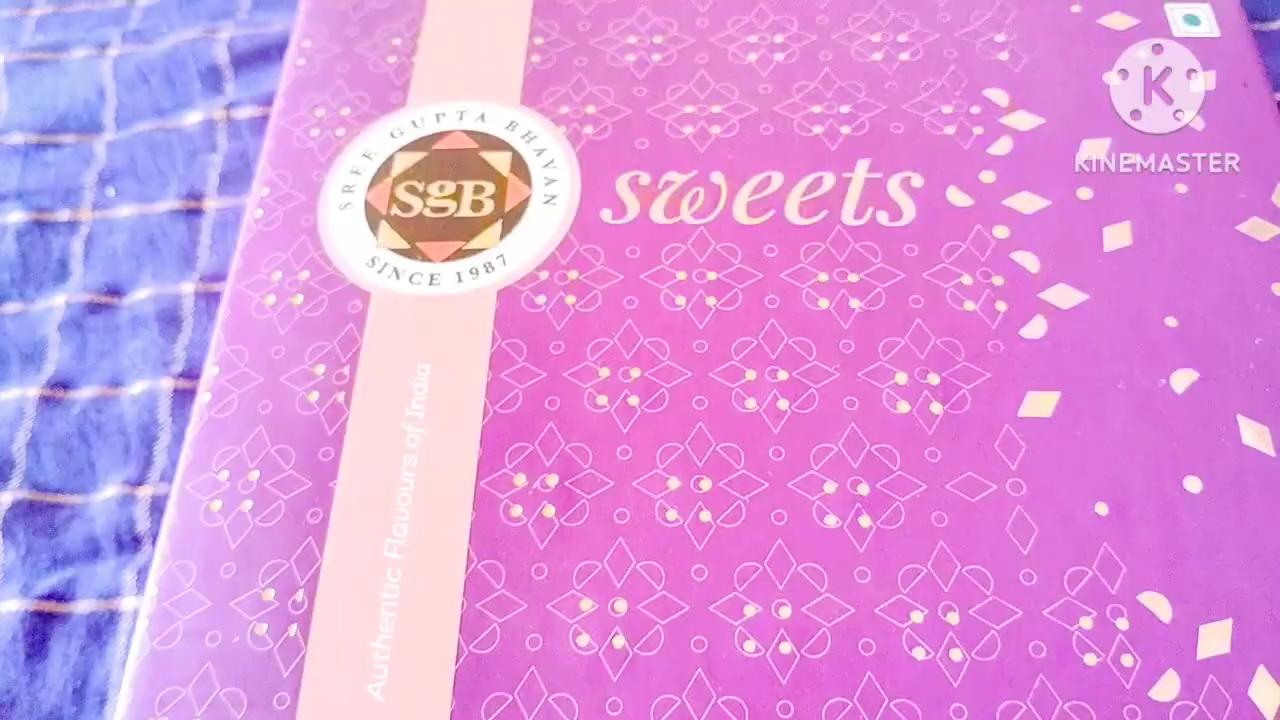 SREE GUPTA BHAVAN
SgB
SINCE 1987
sweets
Authentic Flavours of India
K
KINEMASTER